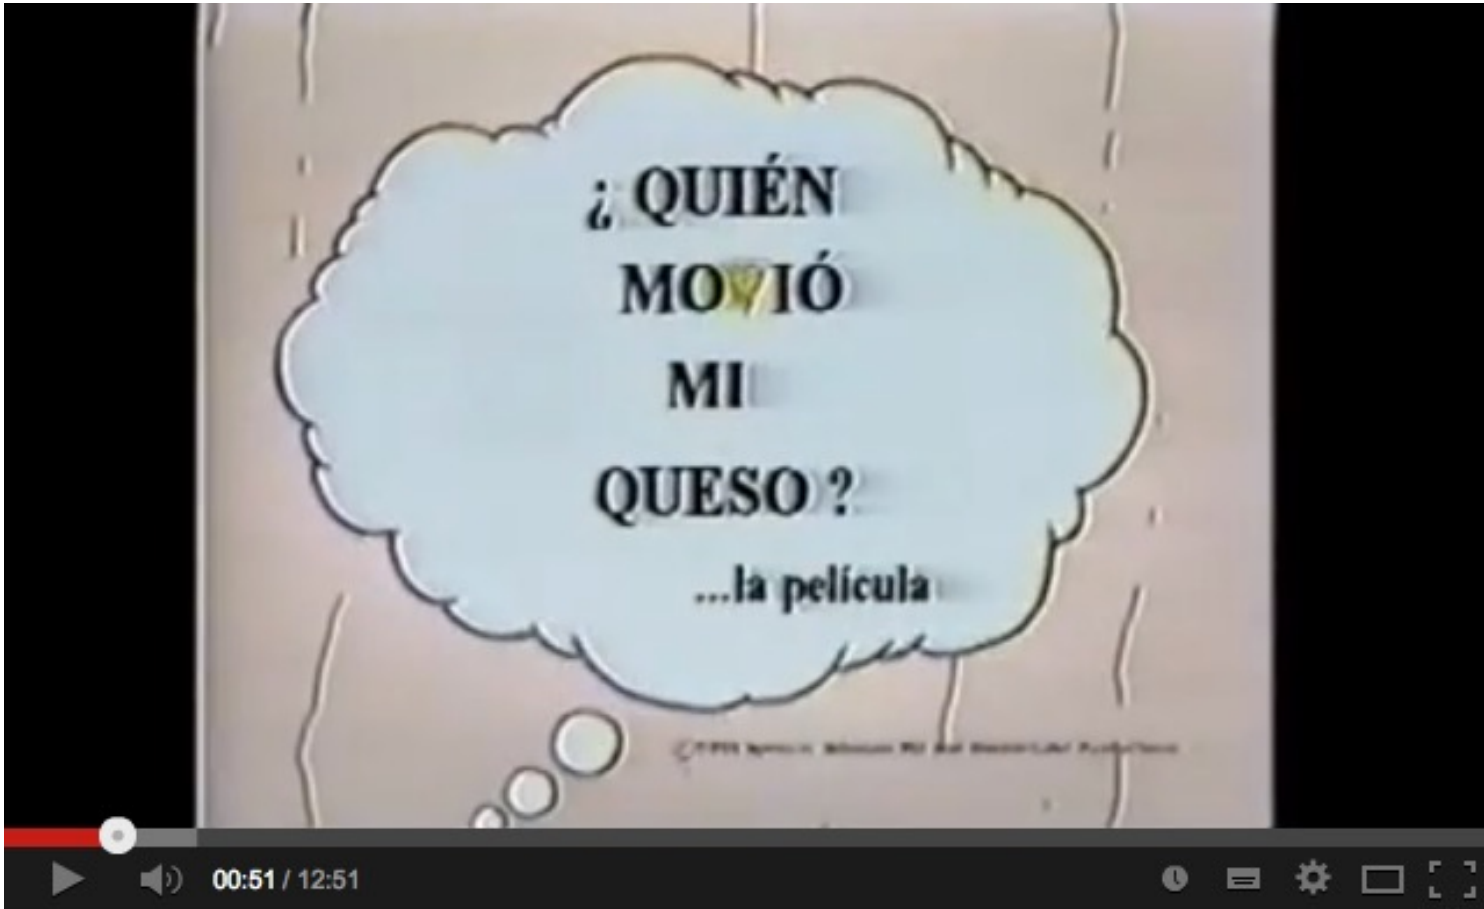 ¿ QUIÉN
MOVIÓ
MI
QUESO ?
...la película
00:51 / 12:51